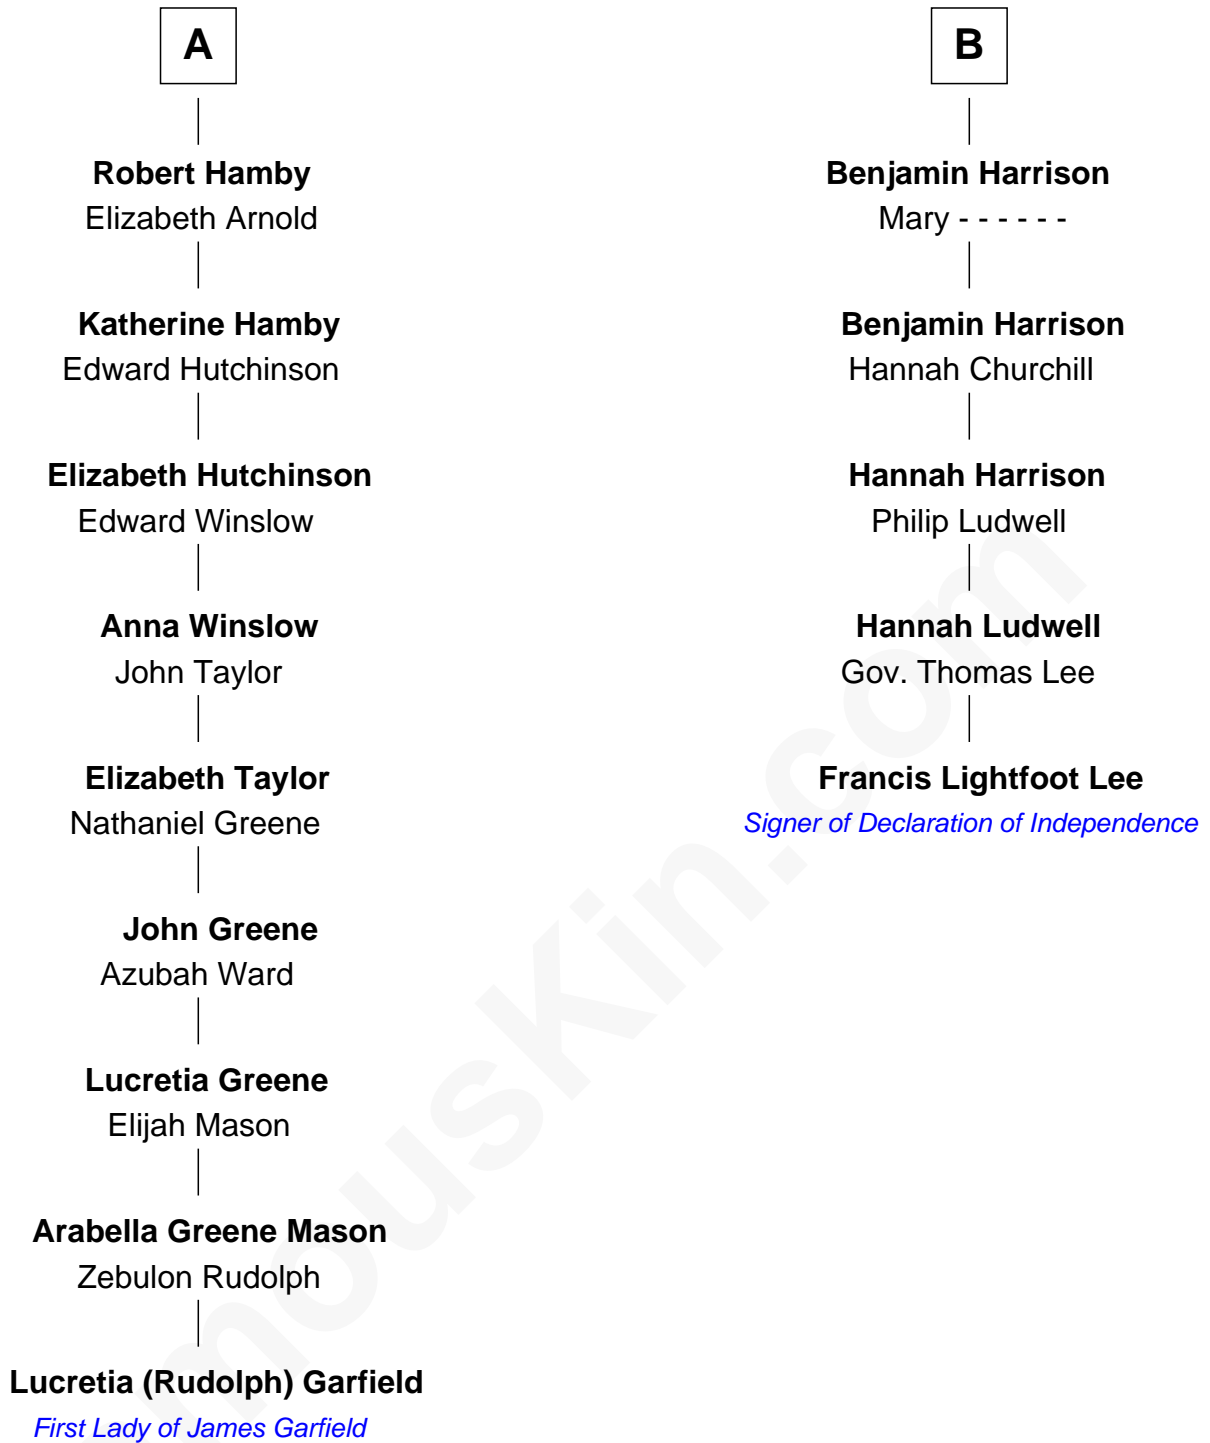 A
Robert Hamby
Elizabeth Arnold
Katherine Hamby
Edward Hutchinson
Elizabeth Hutchinson
Edward Winslow
Anna Winslow
John Taylor
Elizabeth Taylor
Nathaniel Greene
John Greene
Azubah Ward
Lucretia Greene
Elijah Mason
Arabella Greene Mason
Zebulon Rudolph
Lucretia (Rudolph) Garfield
First Lady of James Garfield
B
Benjamin Harrison
Mary - - - - - -
Benjamin Harrison
Hannah Churchill
Hannah Harrison
Philip Ludwell
Hannah Ludwell
Gov. Thomas Lee
Francis Lightfoot Lee
Signer of Declaration of Independence
mouskin.com